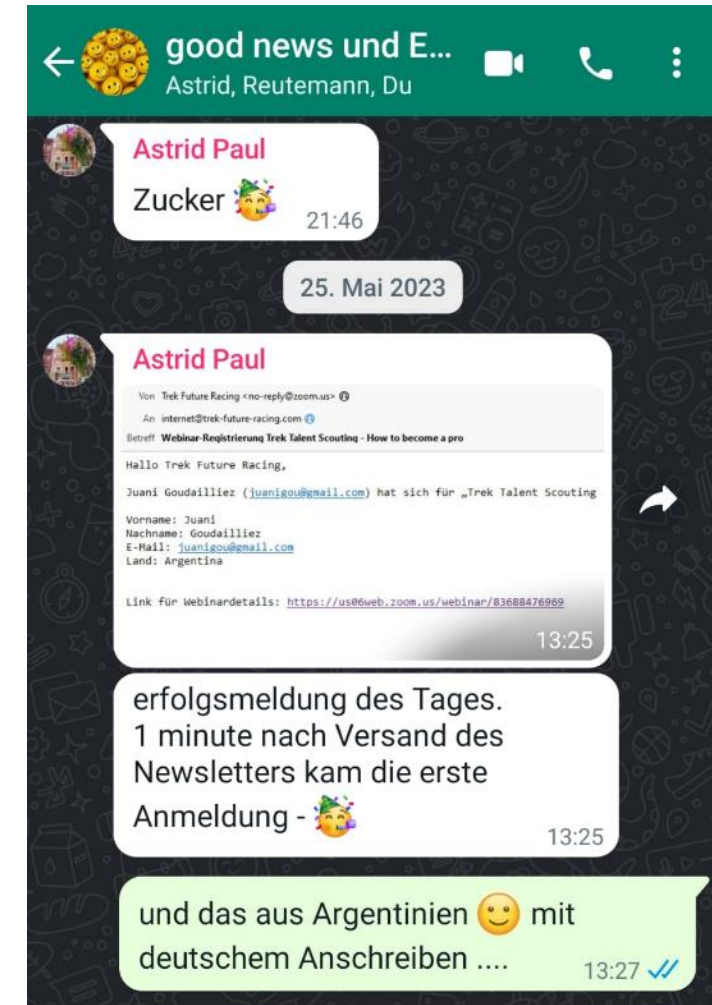 good news und E...
Astrid, Reutemann, Du
Astrid Paul
Zucker 🥳
21:46
25. Mai 2023
Astrid Paul
Von Trek Future Racing <no-reply@zoom.us>
An internet@trek-future-racing.com
Betreff Webinar-Registrierung Trek Talent Scouting - How to become a pro
Hallo Trek Future Racing,
Juani Goudailliez (juanigou@gmail.com) hat sich für „Trek Talent Scouting
Vorname: Juani
Nachname: Goudailliez
E-Mail: juanigou@gmail.com
Land: Argentina
Link für Webinardetails: https://us06web.zoom.us/webinar/83688476969
13:25
erfolgsmeldung des Tages.
1 minute nach Versand des
Newsletters kam die erste
Anmeldung - 🥳
13:25
und das aus Argentinien 🙂 mit
deutschem Anschreiben ....
13:27